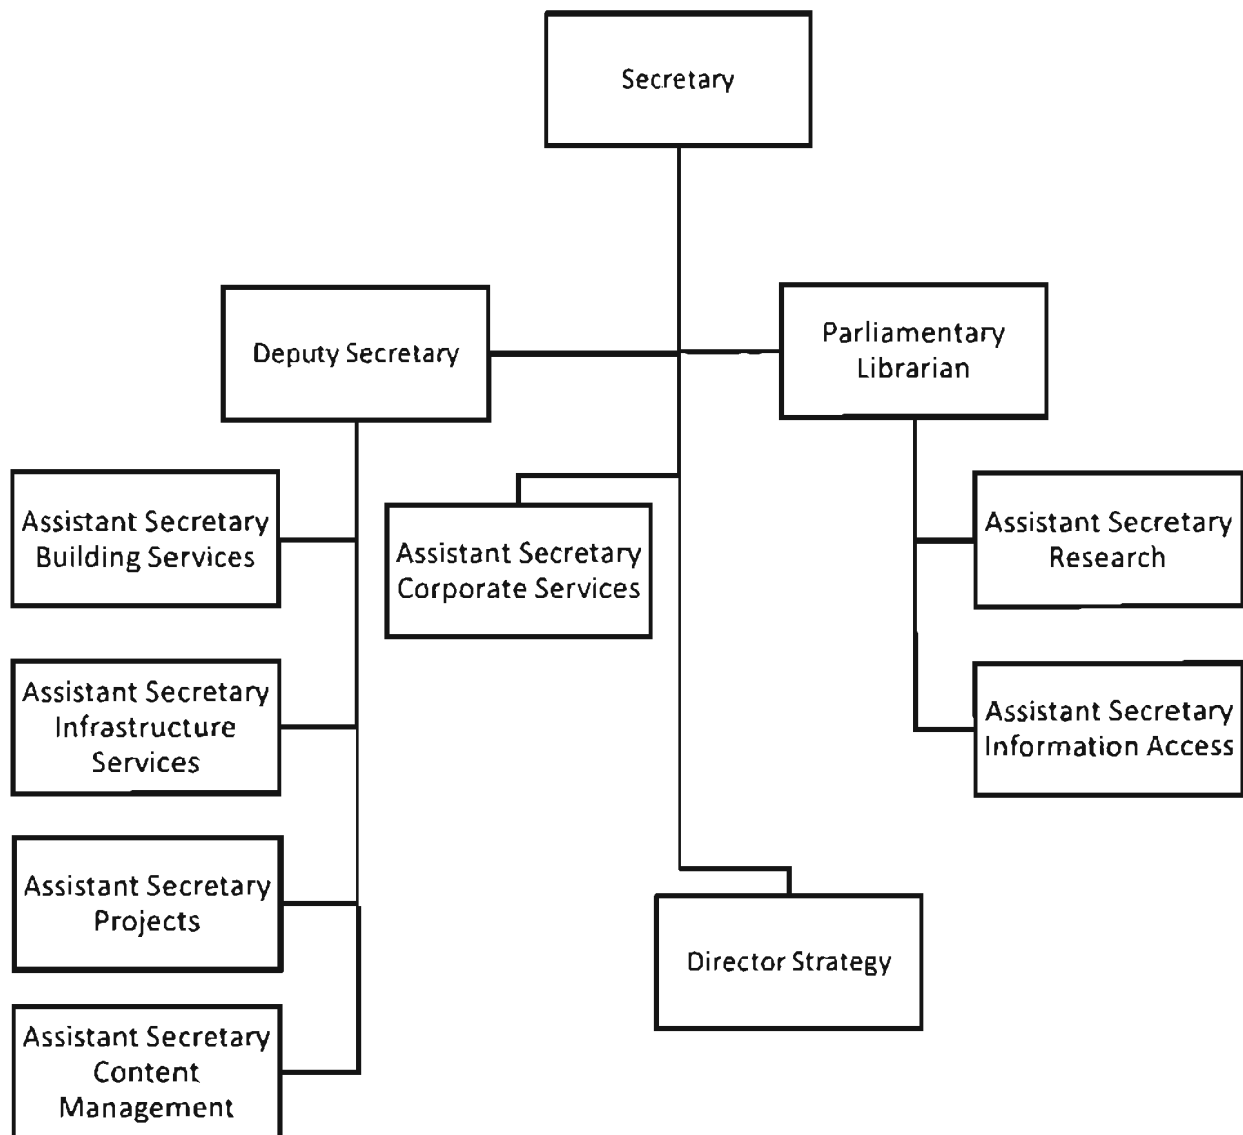 Secretary
Deputy Secretary
Parliamentary
Librarian
Assistant Secretary
Building Services
Assistant Secretary
Corporate Services
Assistant Secretary
Research
Assistant Secretary
Infrastructure
Services
Assistant Secretary
Information Access
Assistant Secretary
Projects
Director Strategy
Assistant Secretary
Content
Management